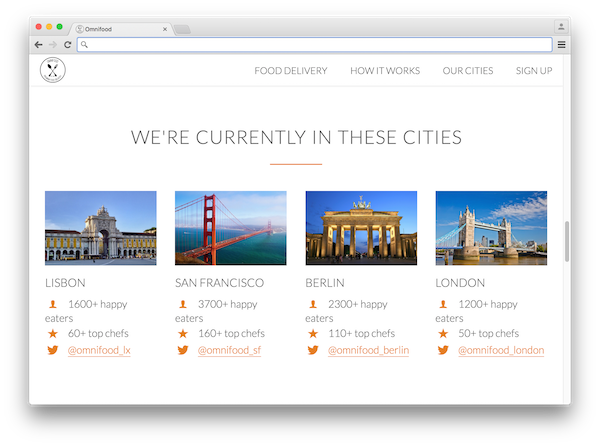 Omnifood
FOOD DELIVERY HOW IT WORKS OUR CITIES SIGN UP
WE'RE CURRENTLY IN THESE CITIES
LISBON
1600+ happy
eaters
60+ top chefs
@omnifood_lx
SAN FRANCISCO
3700+ happy
eaters
160+ top chefs
@omnifood_sf
BERLIN
2300+ happy
eaters
110+ top chefs
@omnifood_berlin
LONDON
1200+ happy
eaters
50+ top chefs
@omnifood_london